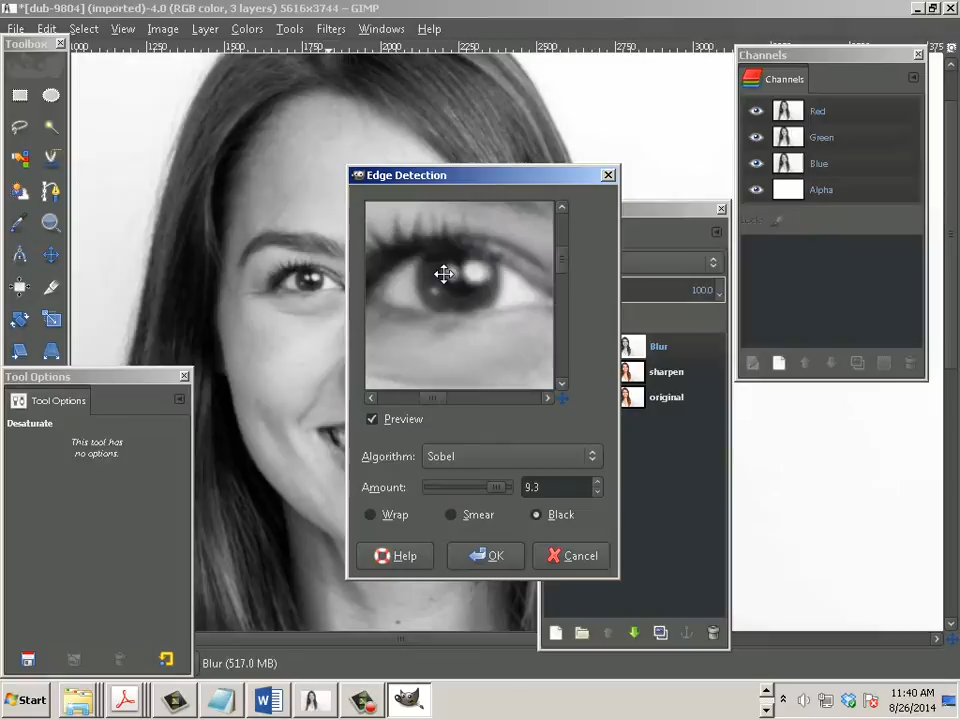 *[dub-9804] (imported)-4.0 (RGB color, 3 layers) 5616x3744 – GIMP
File Edit Select View Image Layer Colors Tools Filters Windows Help
Toolbox
1000 1250 1500 1750 2000 2250 2500 2750 3000 375
Channels
Channels
Red
Green
Blue
Alpha
Lock:
Edge Detection
100.0
Blur
sharpen
original
Preview
Algorithm: Sobel
Amount: 9.3
Wrap Smear Black
Help OK Cancel
Tool Options
Tool Options
Desaturate
This tool has
no options.
Blur (517.0 MB)
Start
11:40 AM
8/26/2014